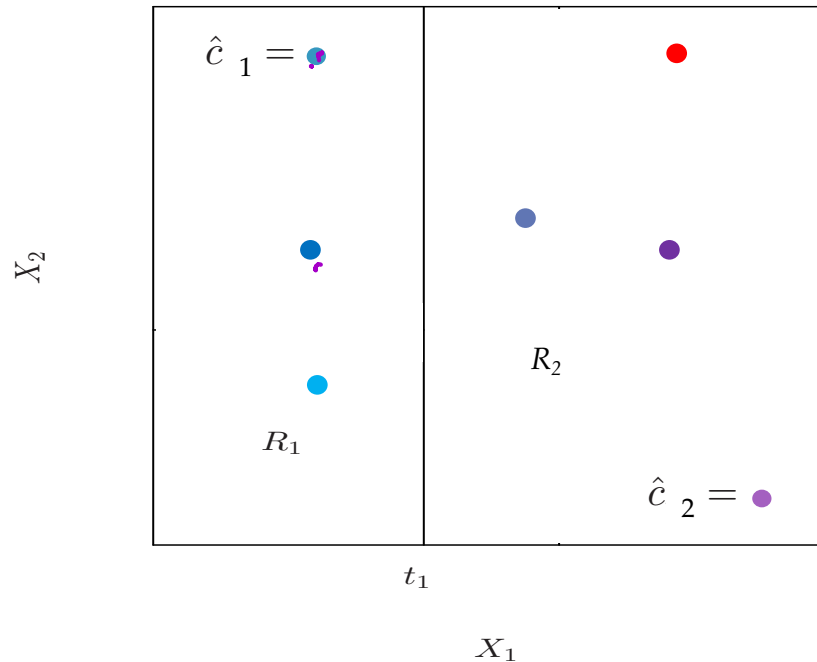 ĉ 1 =
X2
R2
R1
ĉ 2 =
t1
X1